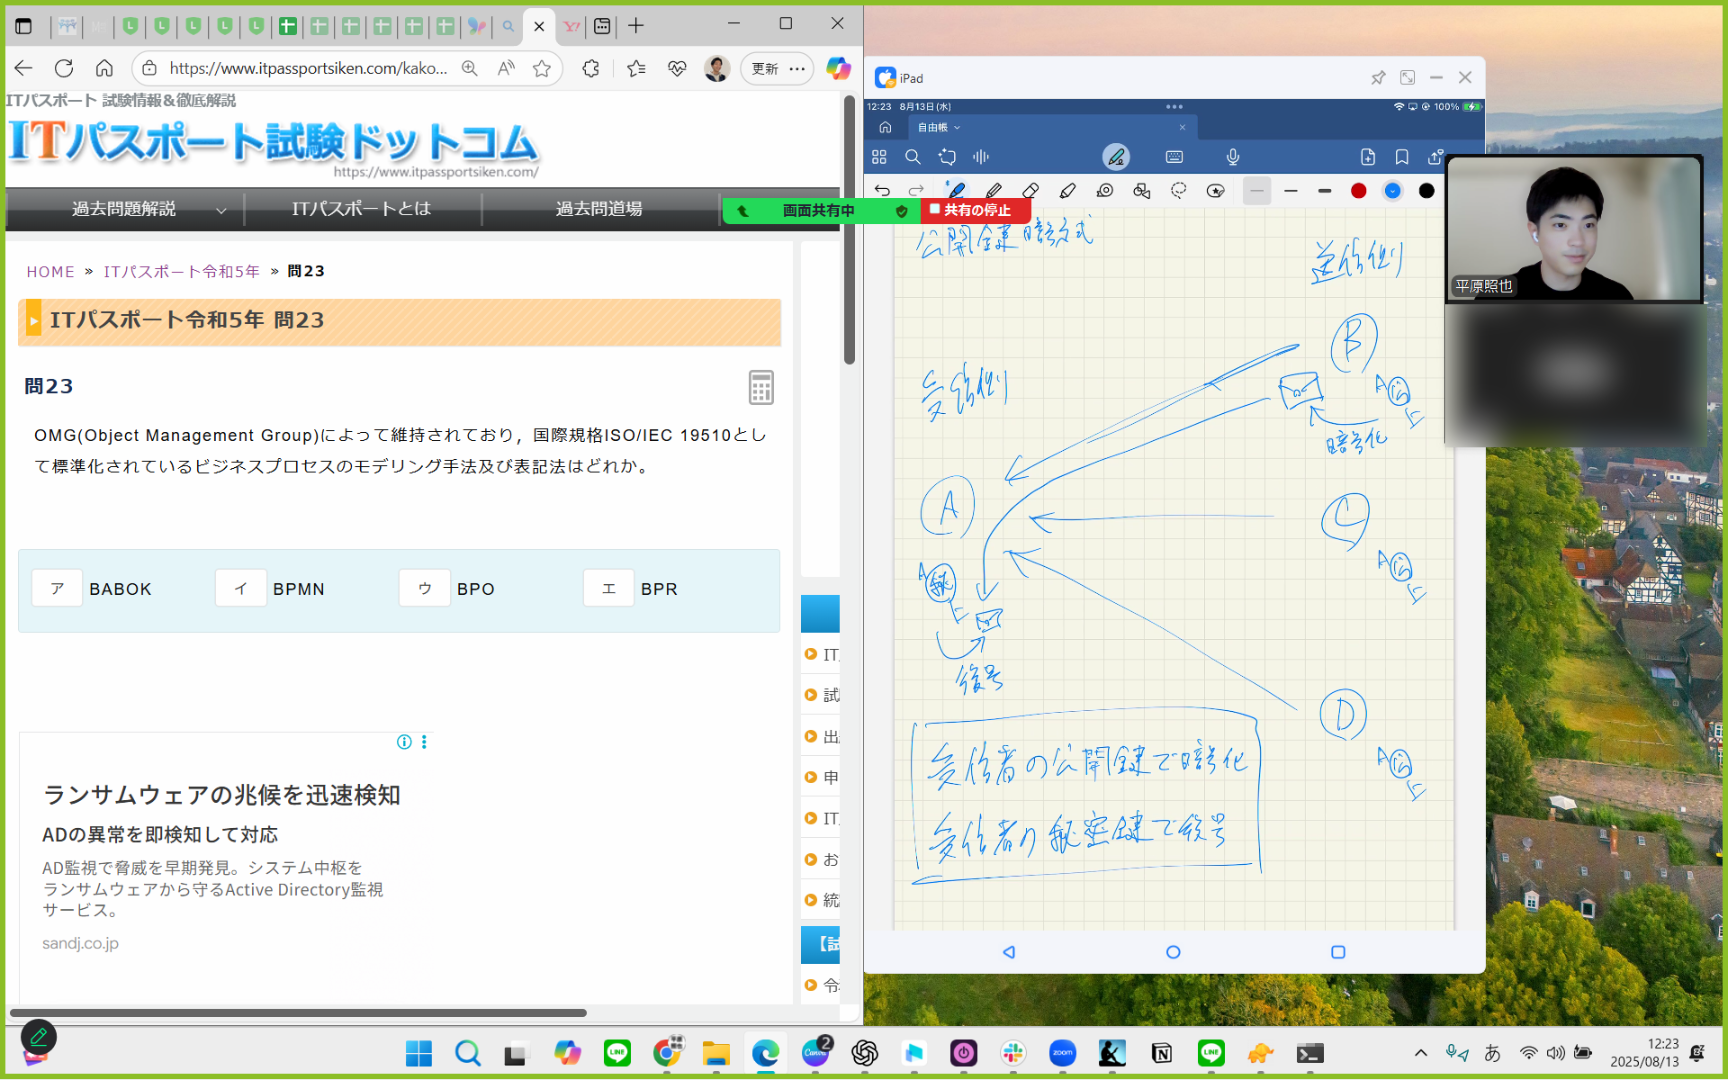 https://www.itpassportsiken.com/kako...
更新
ITパスポート 試験情報&徹底解説
ITパスポート試験ドットコム
https://www.itpassportsiken.com/
過去問題解説
ITパスポートとは
過去問道場
画面共有中
共有の停止
HOME » ITパスポート令和5年 » 問23
ITパスポート令和5年 問23
問23
OMG(Object Management Group)によって維持されており，国際規格ISO/IEC 19510とし
て標準化されているビジネスプロセスのモデリング手法及び表記法はどれか。
ア BABOK
イ BPMN
ウ BPO
エ BPR
IT
試
出
申
IT
お
統
【試
令
ランサムウェアの兆候を迅速検知
ADの異常を即検知して対応
AD監視で脅威を早期発見。システム中枢を
ランサムウェアから守るActive Directory監視
サービス。
sandj.co.jp
iPad
12:23 8月13日(水)
100%
自由帳
公開鍵暗号方式
送信側
受信側
B
A 公
暗号化
A
C
A 公
A 秘
復号
D
A 公
受信者の公開鍵で暗号化
受信者の秘密鍵で復号
平原照也
LINE
Canva
2
zoom
LINE
あ
12:23
2025/08/13